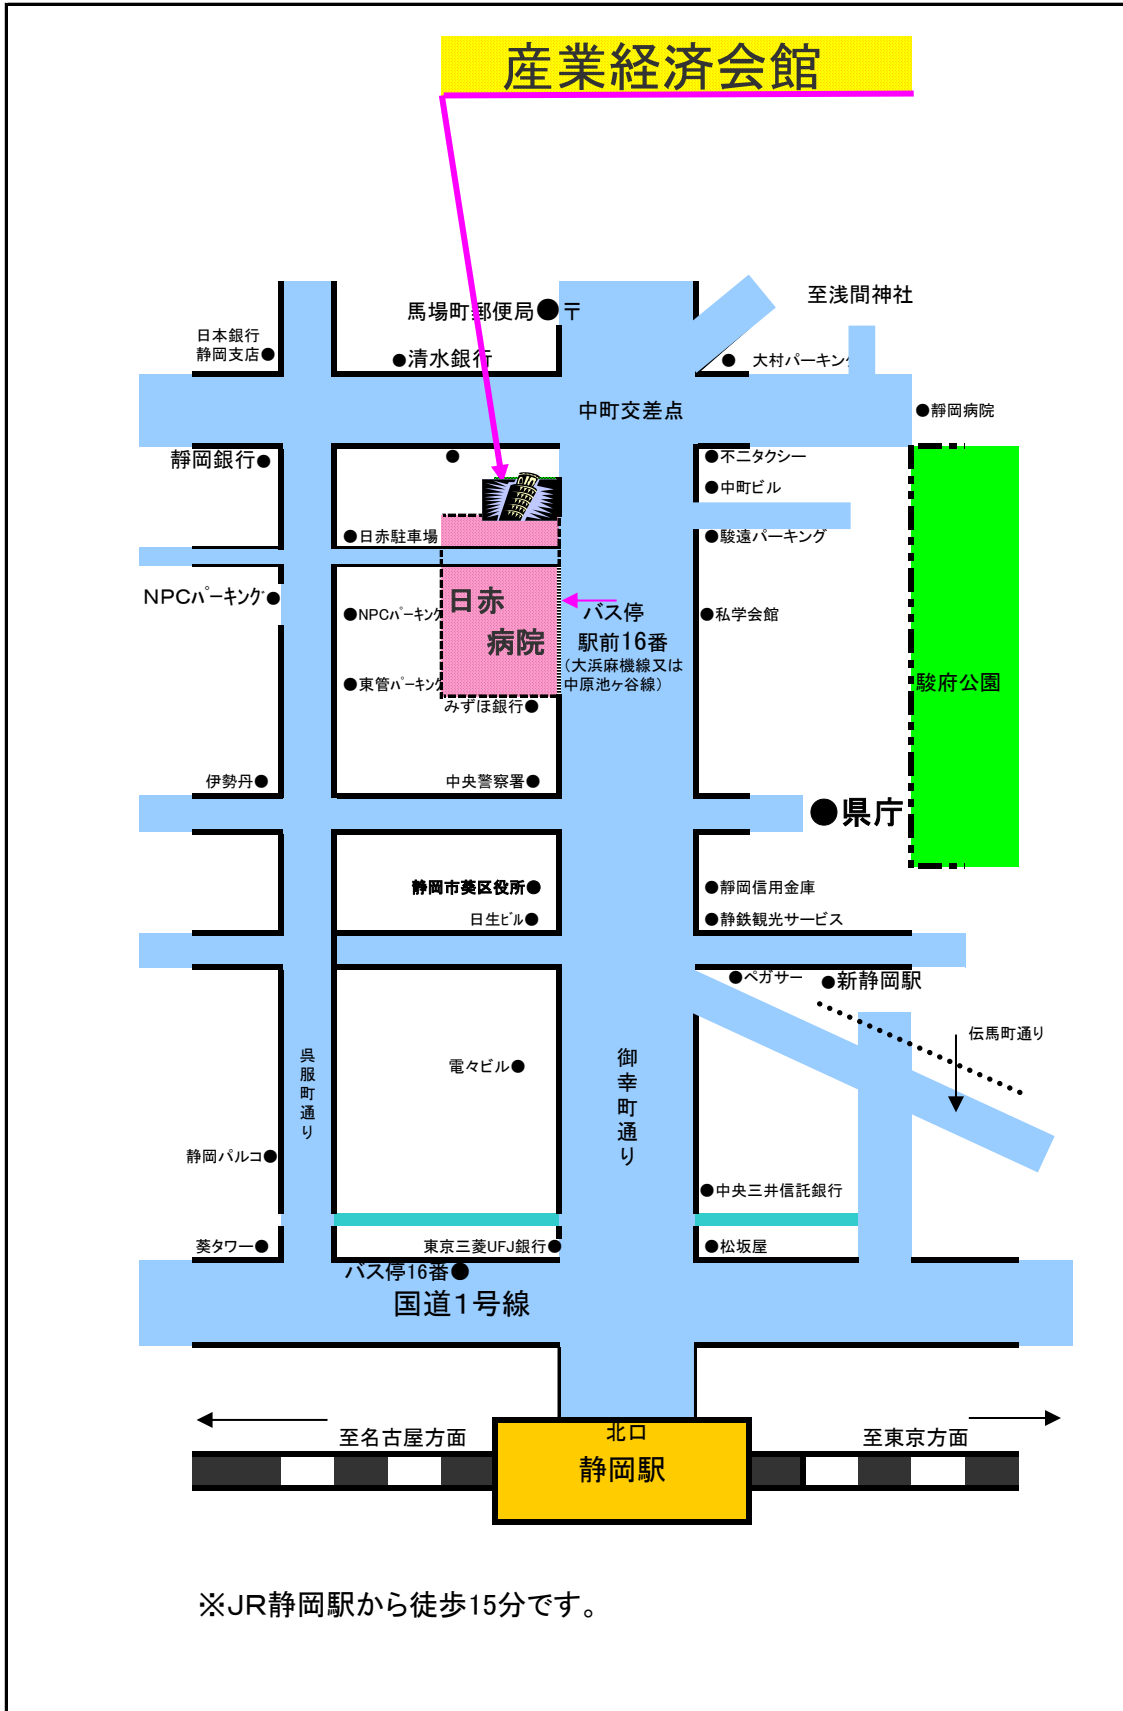 産業経済会館
至浅間神社
馬場町郵便局●〒
日本銀行
静岡支店●
●清水銀行
● 大村パーキング
中町交差点
●静岡病院
静岡銀行●
●不二タクシー
●中町ビル
●日赤駐車場
●駿遠パーキング
NPCパーキング●
●NPCパーキング
日赤
病院
バス停
駅前16番
(大浜麻機線又は
中原池ヶ谷線)
●私学会館
●東管パーキング
駿府公園
みずほ銀行●
伊勢丹●
中央警察署●
●県庁
静岡市葵区役所●
●静岡信用金庫
日生ビル●
●静鉄観光サービス
●ペガサー
●新静岡駅
伝馬町通り
呉服町通り
電々ビル●
御幸町通り
静岡パルコ●
●中央三井信託銀行
葵タワー●
東京三菱UFJ銀行●
●松坂屋
バス停16番●
国道1号線
北口
静岡駅
至名古屋方面
至東京方面
※JR静岡駅から徒歩15分です。